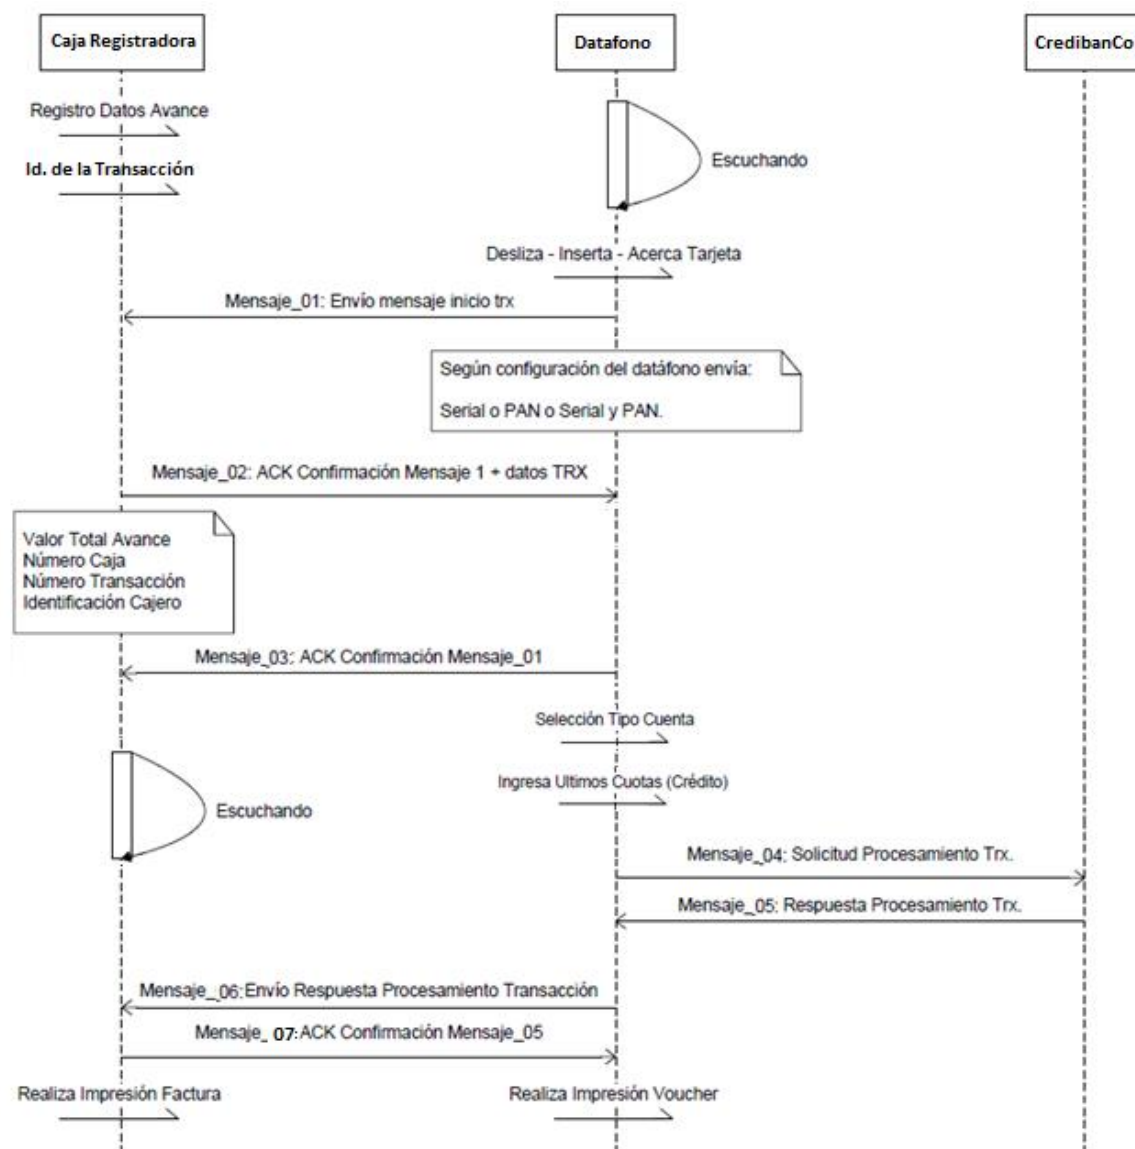 Caja Registradora
Datafono
CredibanCo
Registro Datos Avance
Id. de la Transacción
Escuchando
Desliza - Inserta - Acerca Tarjeta
Mensaje_01: Envío mensaje inicio trx
Según configuración del datáfono envía:
Serial o PAN o Serial y PAN.
Mensaje_02: ACK Confirmación Mensaje 1 + datos TRX
Valor Total Avance
Número Caja
Número Transacción
Identificación Cajero
Mensaje_03: ACK Confirmación Mensaje_01
Selección Tipo Cuenta
Ingresa Ultimos Cuotas (Crédito)
Escuchando
Mensaje_04: Solicitud Procesamiento Trx.
Mensaje_05: Respuesta Procesamiento Trx.
Mensaje_06:Envío Respuesta Procesamiento Transacción
Mensaje_ 07:ACK Confirmación Mensaje_05
Realiza Impresión Factura
Realiza Impresión Voucher